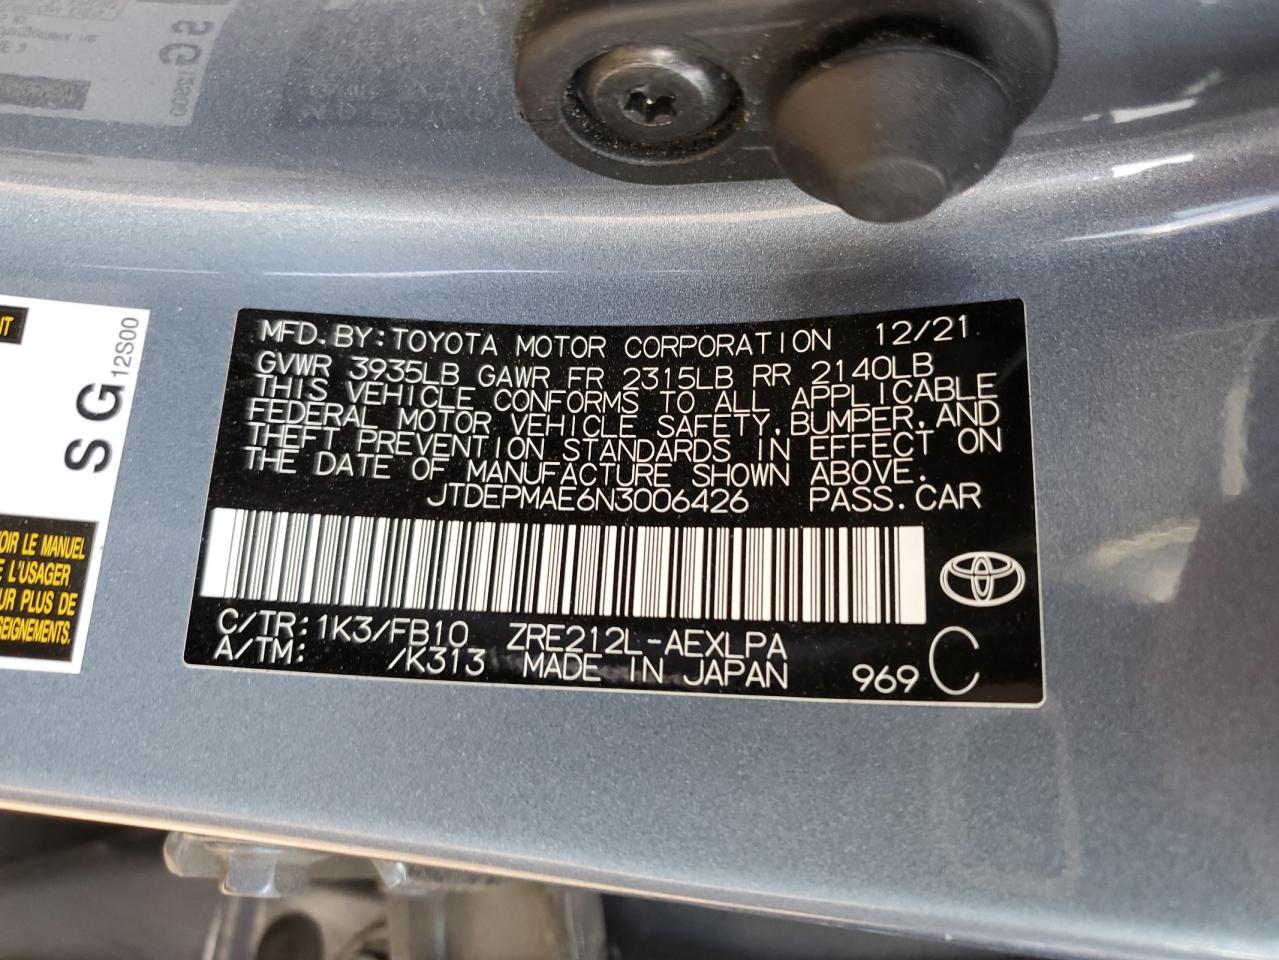 MFD. BY: TOYOTA MOTOR CORPORATION 12/21
GVWR 3935LB GAWR FR 2315LB RR 2140LB
THIS VEHICLE CONFORMS TO ALL APPLICABLE
FEDERAL MOTOR VEHICLE SAFETY, BUMPER, AND
THEFT PREVENTION STANDARDS IN EFFECT ON
THE DATE OF MANUFACTURE SHOWN ABOVE.
JTDEPMAE6N3006426 PASS. CAR
C/TR: 1K3/FB10 ZRE212L-AEXLPA
A/TM: /K313 MADE IN JAPAN 969 C
SG 12S00
IT
OIR LE MANUEL
E L'USAGER
UR PLUS DE
SEIGNEMENTS.